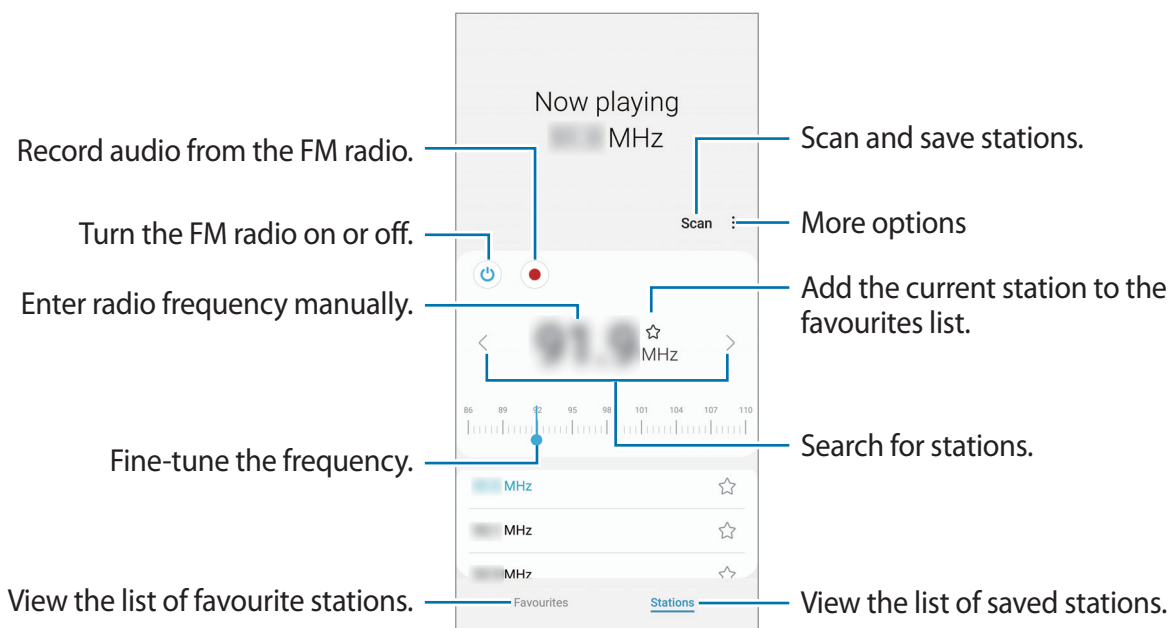 Now playing
MHz
Record audio from the FM radio.
Scan and save stations.
Scan
Turn the FM radio on or off.
More options
Enter radio frequency manually.
Add the current station to the
favourites list.
91.9
MHz
86 89 92 95 98 101 104 107 110
Search for stations.
Fine-tune the frequency.
MHz
MHz
MHz
View the list of favourite stations.
Favourites
Stations
View the list of saved stations.